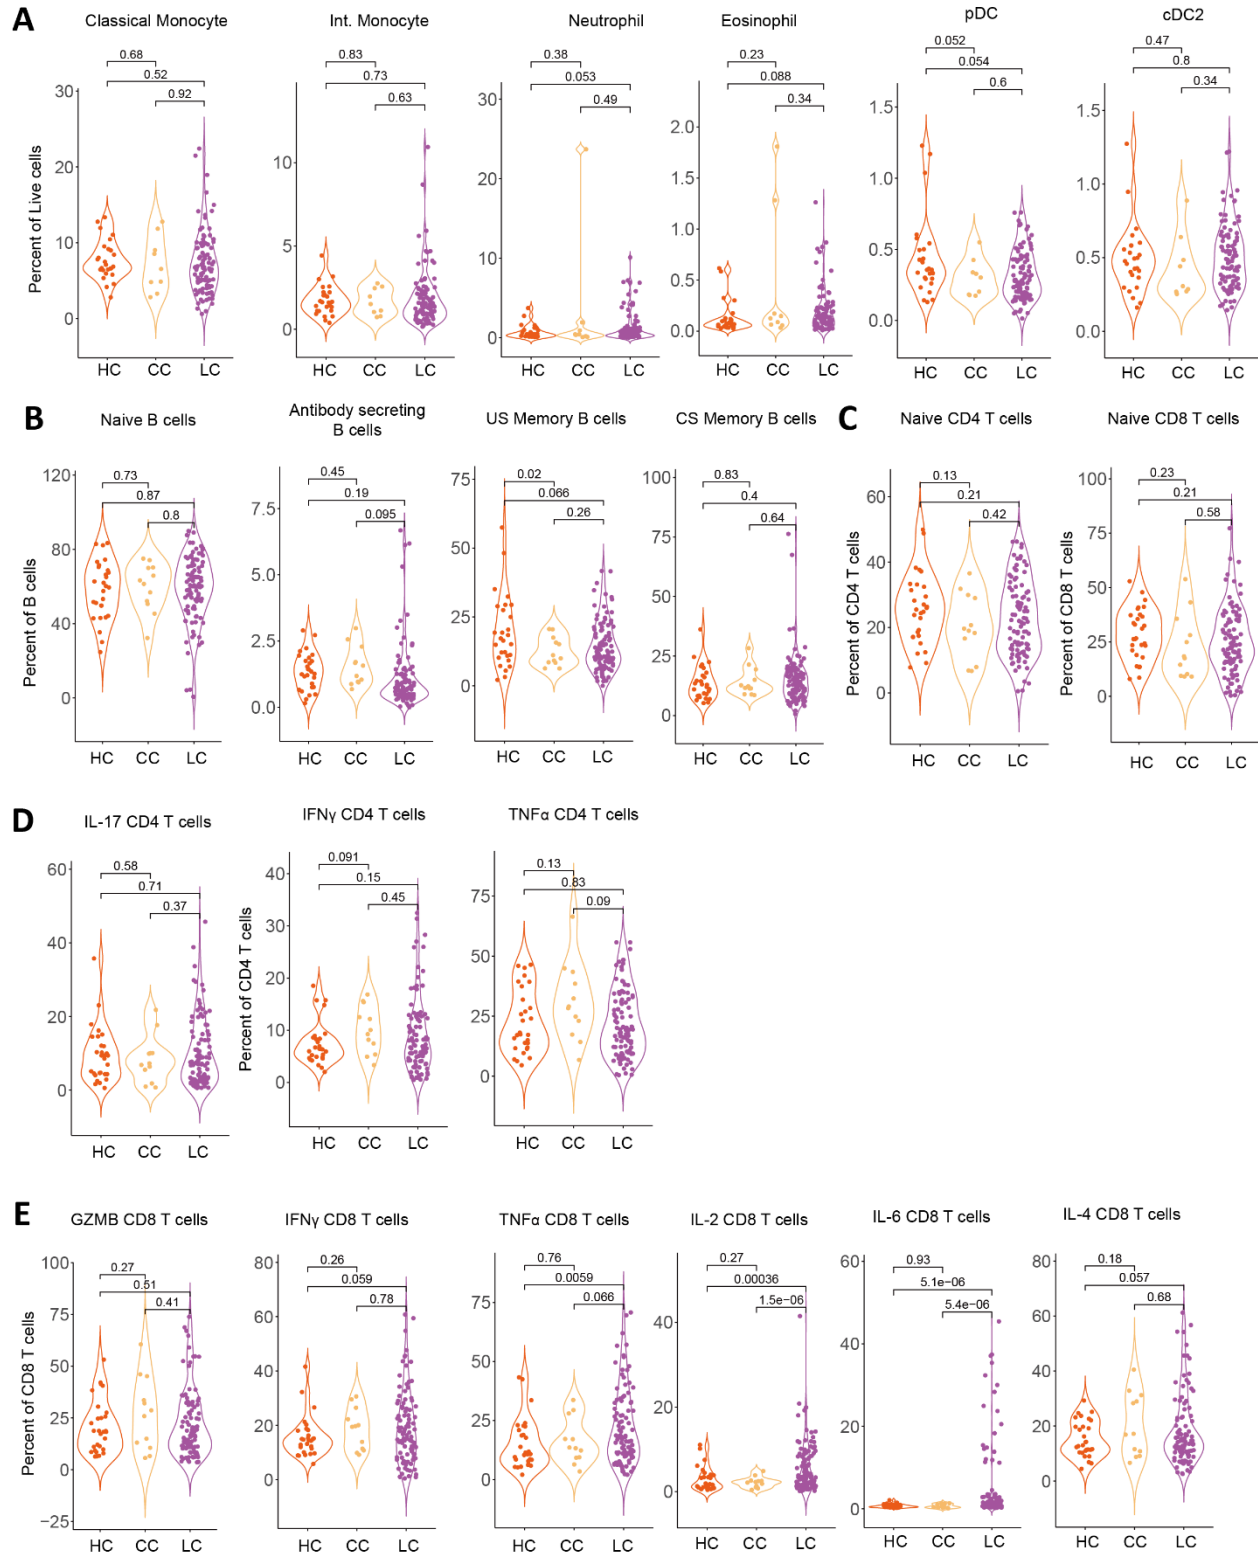 A
Classical Monocyte
Int. Monocyte
Neutrophil
Eosinophil
pDC
cDC2
Percent of Live cells
0.68
0.52
0.92
30
20
10
0
HC CC LC
0.83
0.73
0.63
10
5
0
HC CC LC
0.38
0.053
0.49
30
20
10
0
HC CC LC
0.23
0.088
0.34
2.0
1.5
1.0
0.5
0.0
HC CC LC
0.052
0.054
0.6
1.5
1.0
0.5
0.0
HC CC LC
0.47
0.8
0.34
1.5
1.0
0.5
0.0
HC CC LC
B
Naive B cells
Antibody secreting
B cells
US Memory B cells
CS Memory B cells
Percent of B cells
0.73
0.87
0.8
120
80
40
0
HC CC LC
0.45
0.19
0.095
7.5
5.0
2.5
0.0
HC CC LC
0.02
0.066
0.26
75
50
25
0
HC CC LC
0.83
0.4
0.64
100
75
50
25
0
HC CC LC
C
Naive CD4 T cells
Naive CD8 T cells
Percent of CD4 T cells
0.13
0.21
0.42
60
40
20
0
HC CC LC
Percent of CD8 T cells
0.23
0.21
0.58
100
75
50
25
0
HC CC LC
D
IL-17 CD4 T cells
IFNγ CD4 T cells
TNFα CD4 T cells
0.58
0.71
0.37
60
40
20
0
HC CC LC
Percent of CD4 T cells
0.091
0.15
0.45
40
30
20
10
0
HC CC LC
0.13
0.83
0.09
75
50
25
0
HC CC LC
E
GZMB CD8 T cells
IFNγ CD8 T cells
TNFα CD8 T cells
IL-2 CD8 T cells
IL-6 CD8 T cells
IL-4 CD8 T cells
Percent of CD8 T cells
0.27
0.51
0.41
100
75
50
25
0
−25
HC CC LC
0.26
0.059
0.78
80
60
40
20
0
HC CC LC
0.76
0.0059
0.066
75
50
25
0
HC CC LC
0.27
0.00036
1.5e−06
40
20
0
HC CC LC
0.93
5.1e−06
5.4e−06
60
40
20
0
HC CC LC
0.18
0.057
0.68
80
60
40
20
0
HC CC LC